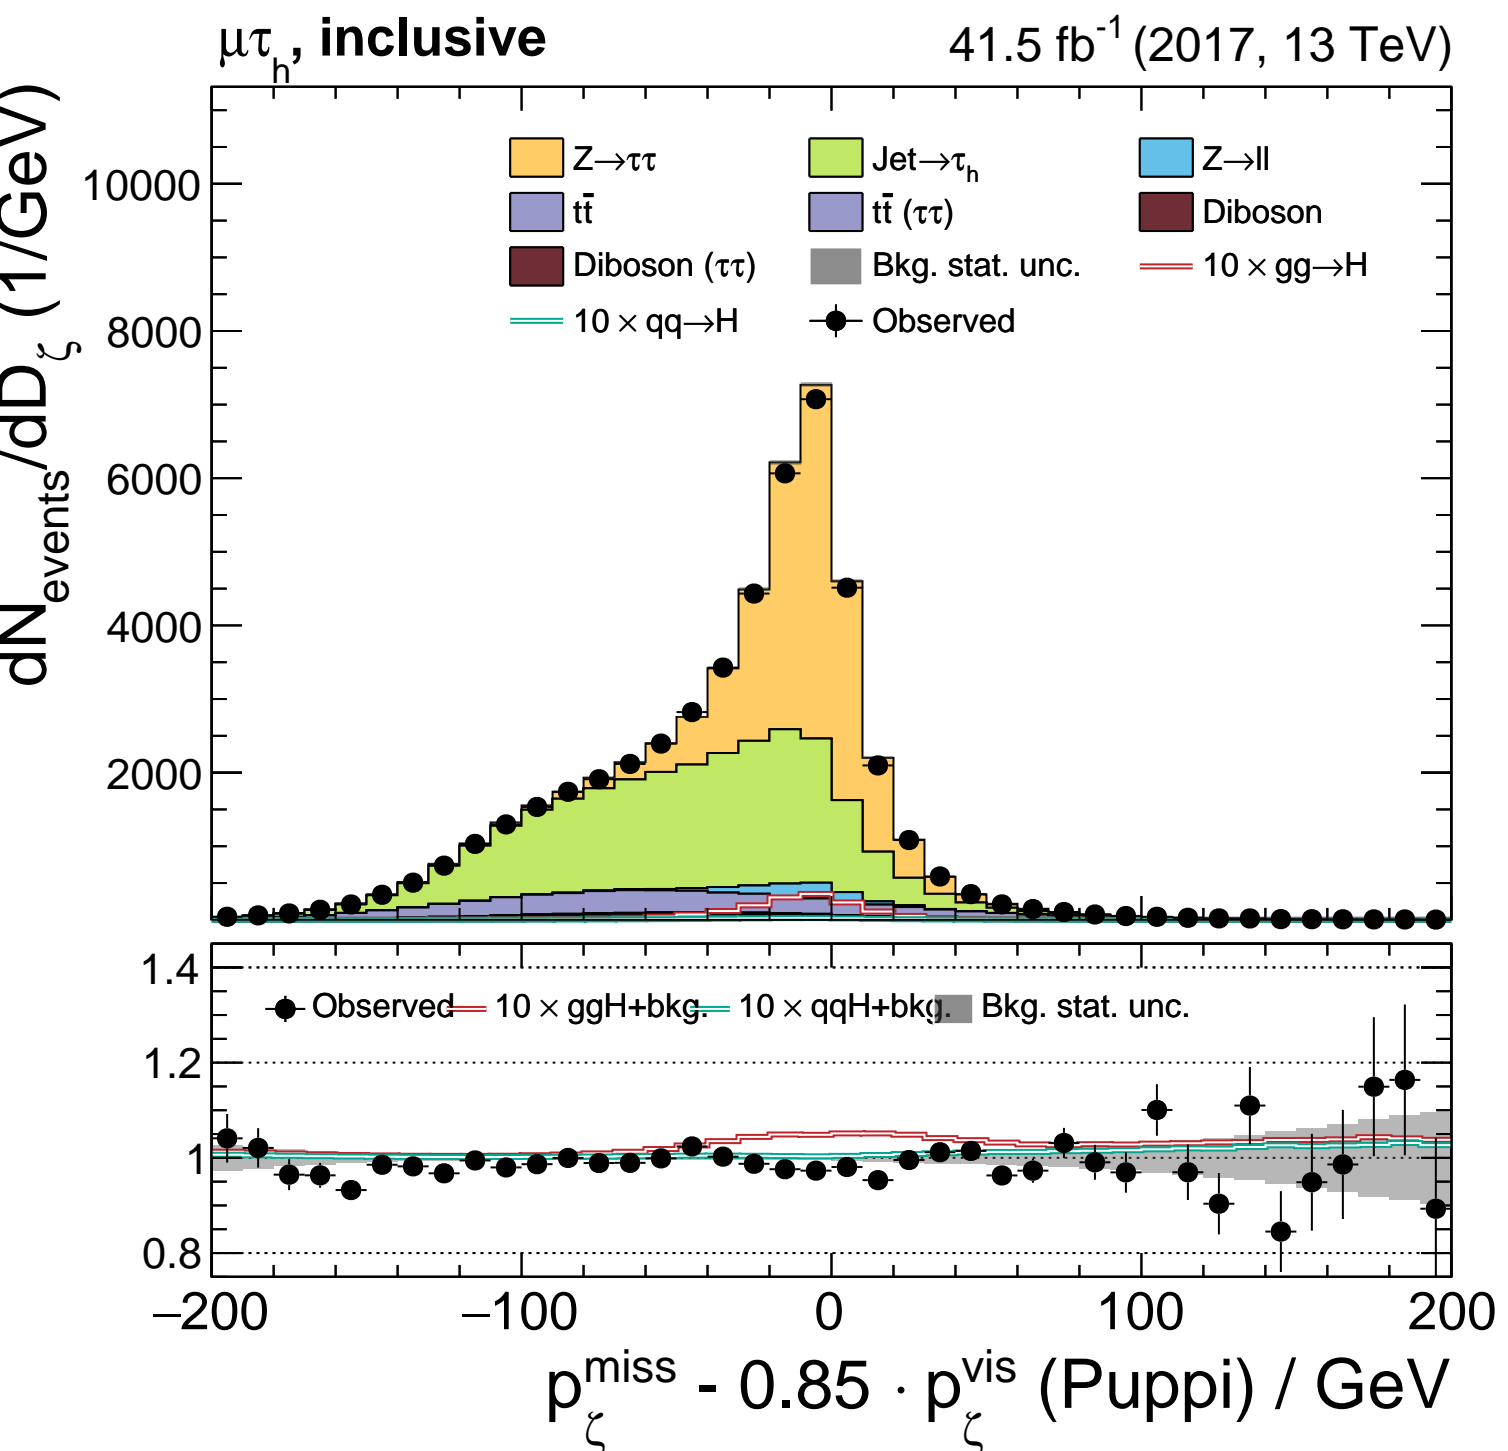 μτh, inclusive 41.5 fb-1 (2017, 13 TeV)
dNevents/dDζ (1/GeV)
10000
8000
6000
4000
2000
Z→ττ Jet→τh Z→ll
tt̄ tt̄ (ττ) Diboson
Diboson (ττ) Bkg. stat. unc. 10 × gg→H
10 × qq→H Observed
1.4
1.2
1
0.8
Observed 10 × ggH+bkg. 10 × qqH+bkg. Bkg. stat. unc.
−200 −100 0 100 200
pζmiss - 0.85 · pζvis (Puppi) / GeV